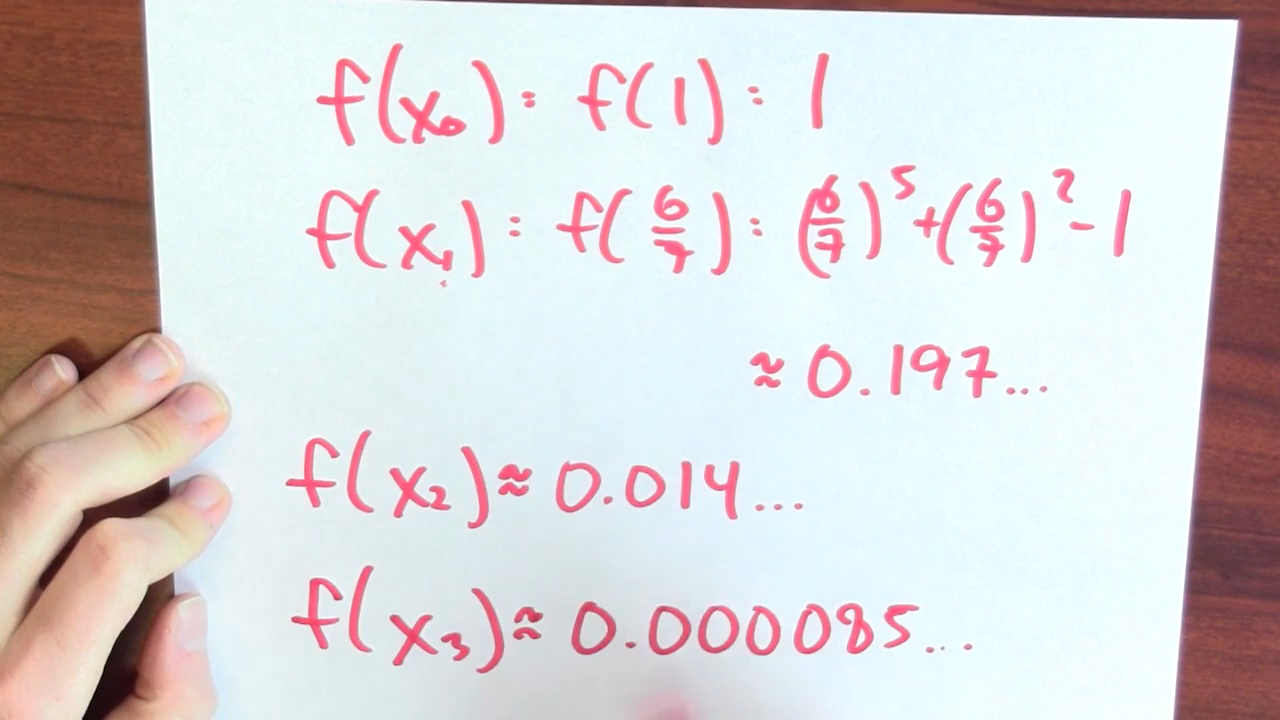 f(x₀) = f(1) = 1
f(x₁) = f(6/7) = (6/7)⁵+(6/7)²-1
≈ 0.197...
f(x₂) ≈ 0.014...
f(x₃) ≈ 0.000085...